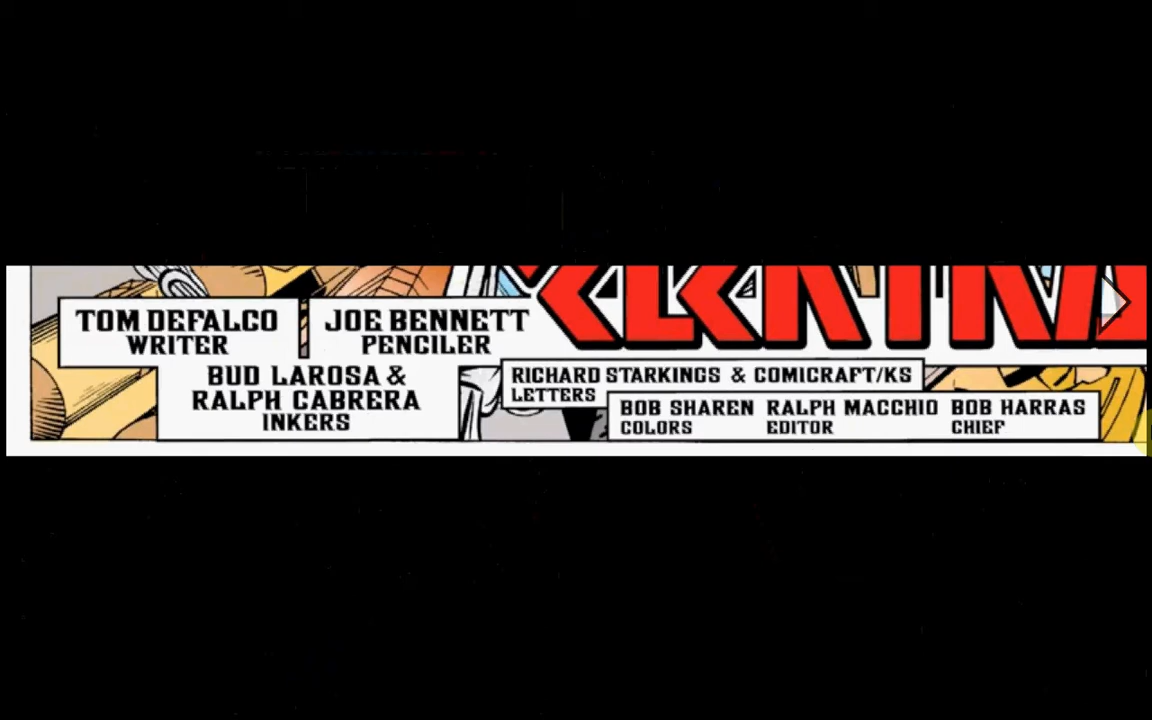 TOM DEFALCO
WRITER
JOE BENNETT
PENCILER
BUD LAROSA &
RALPH CABRERA
INKERS
RICHARD STARKINGS & COMICRAFT/KS
LETTERS
BOB SHAREN
COLORS
RALPH MACCHIO
EDITOR
BOB HARRAS
CHIEF